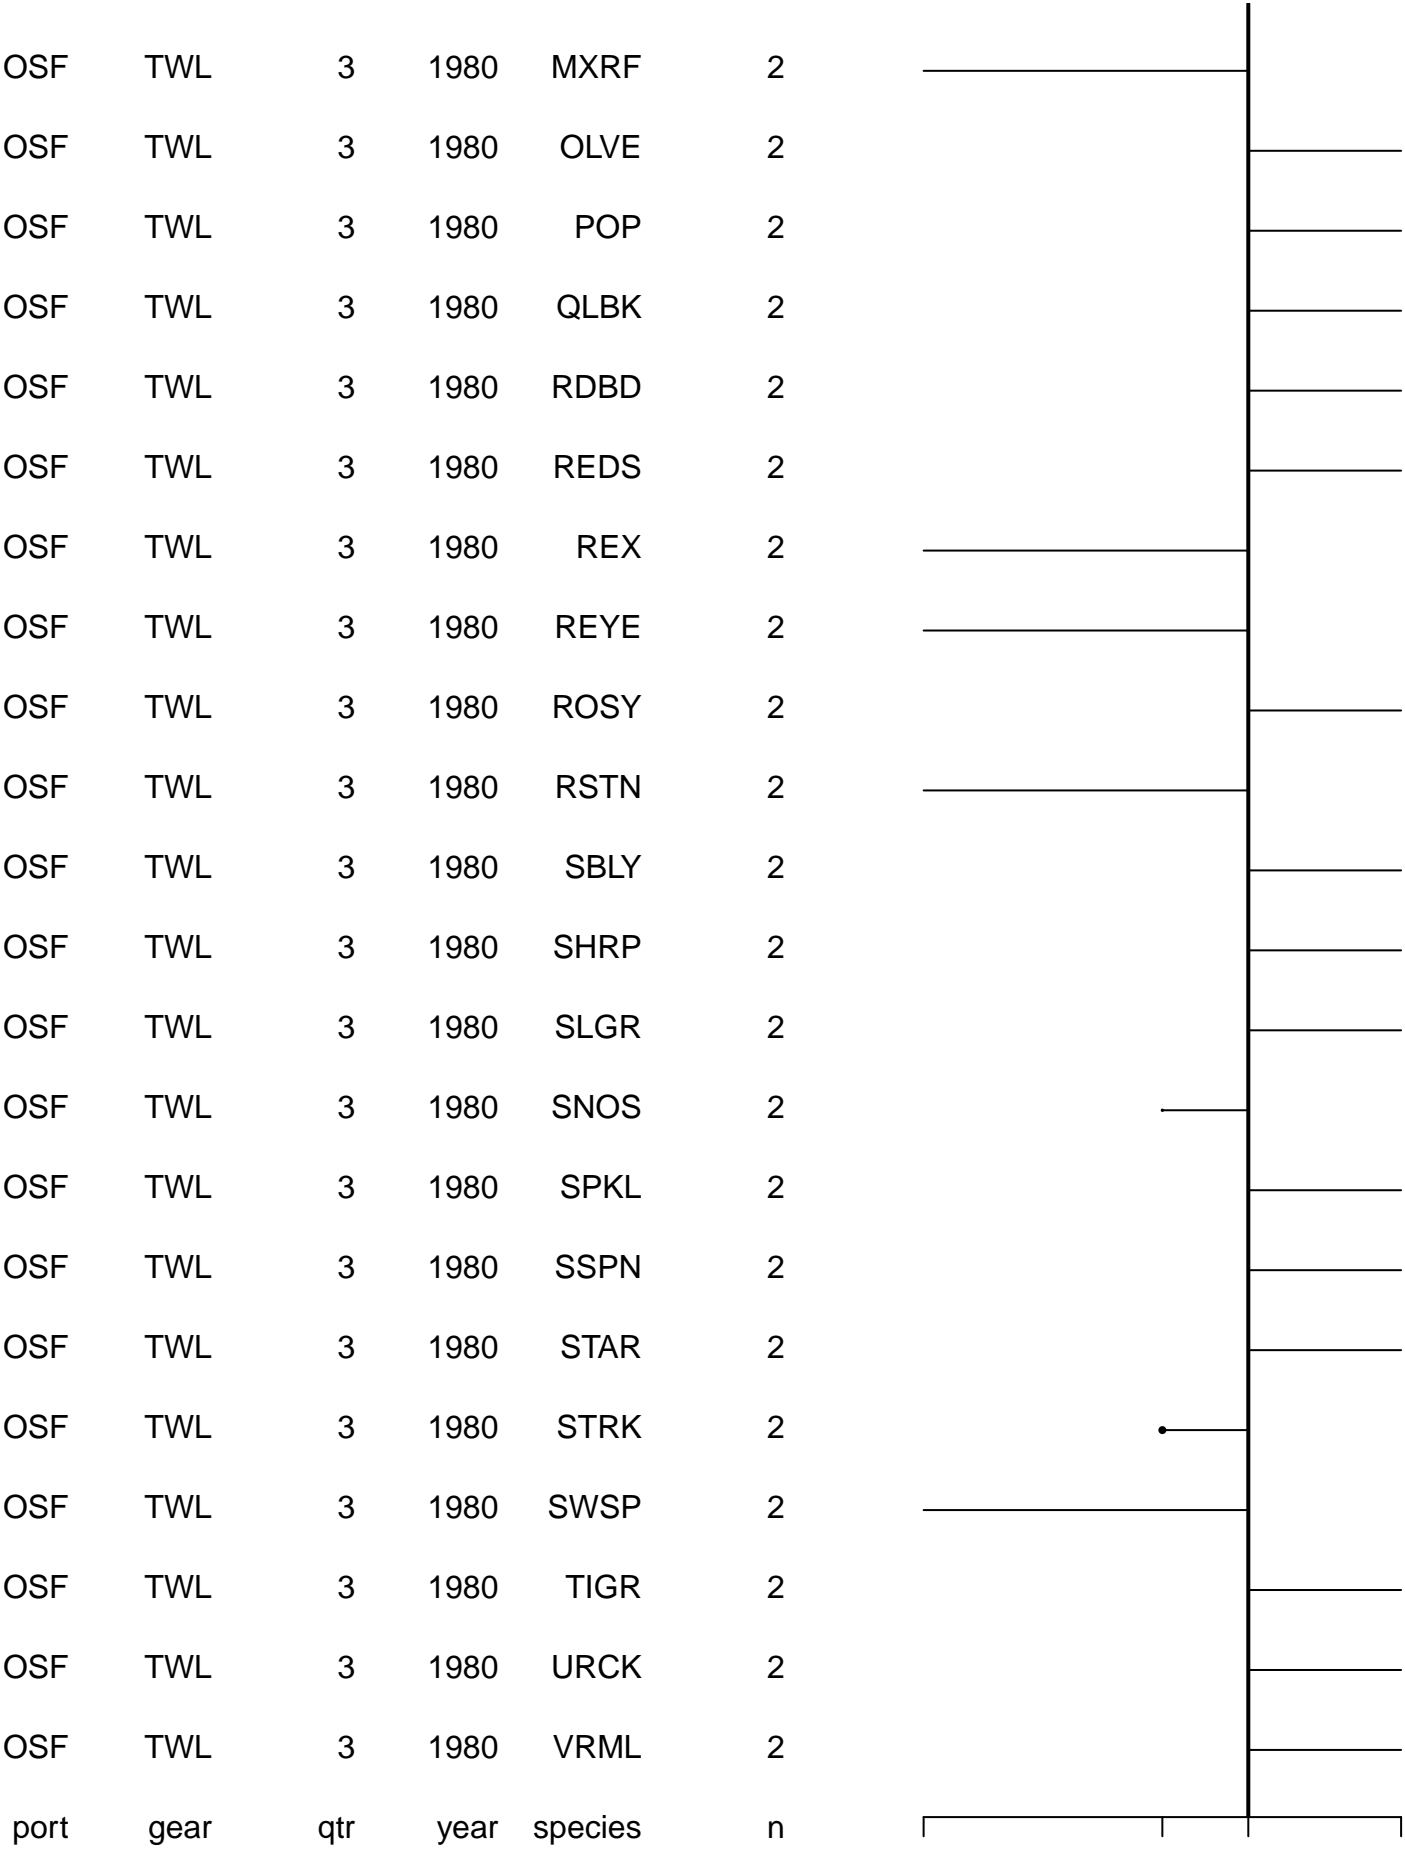 OSF TWL 3 1980 MXRF 2
OSF TWL 3 1980 OLVE 2
OSF TWL 3 1980 POP 2
OSF TWL 3 1980 QLBK 2
OSF TWL 3 1980 RDBD 2
OSF TWL 3 1980 REDS 2
OSF TWL 3 1980 REX 2
OSF TWL 3 1980 REYE 2
OSF TWL 3 1980 ROSY 2
OSF TWL 3 1980 RSTN 2
OSF TWL 3 1980 SBLY 2
OSF TWL 3 1980 SHRP 2
OSF TWL 3 1980 SLGR 2
OSF TWL 3 1980 SNOS 2
OSF TWL 3 1980 SPKL 2
OSF TWL 3 1980 SSPN 2
OSF TWL 3 1980 STAR 2
OSF TWL 3 1980 STRK 2
OSF TWL 3 1980 SWSP 2
OSF TWL 3 1980 TIGR 2
OSF TWL 3 1980 URCK 2
OSF TWL 3 1980 VRML 2
port gear qtr year species n